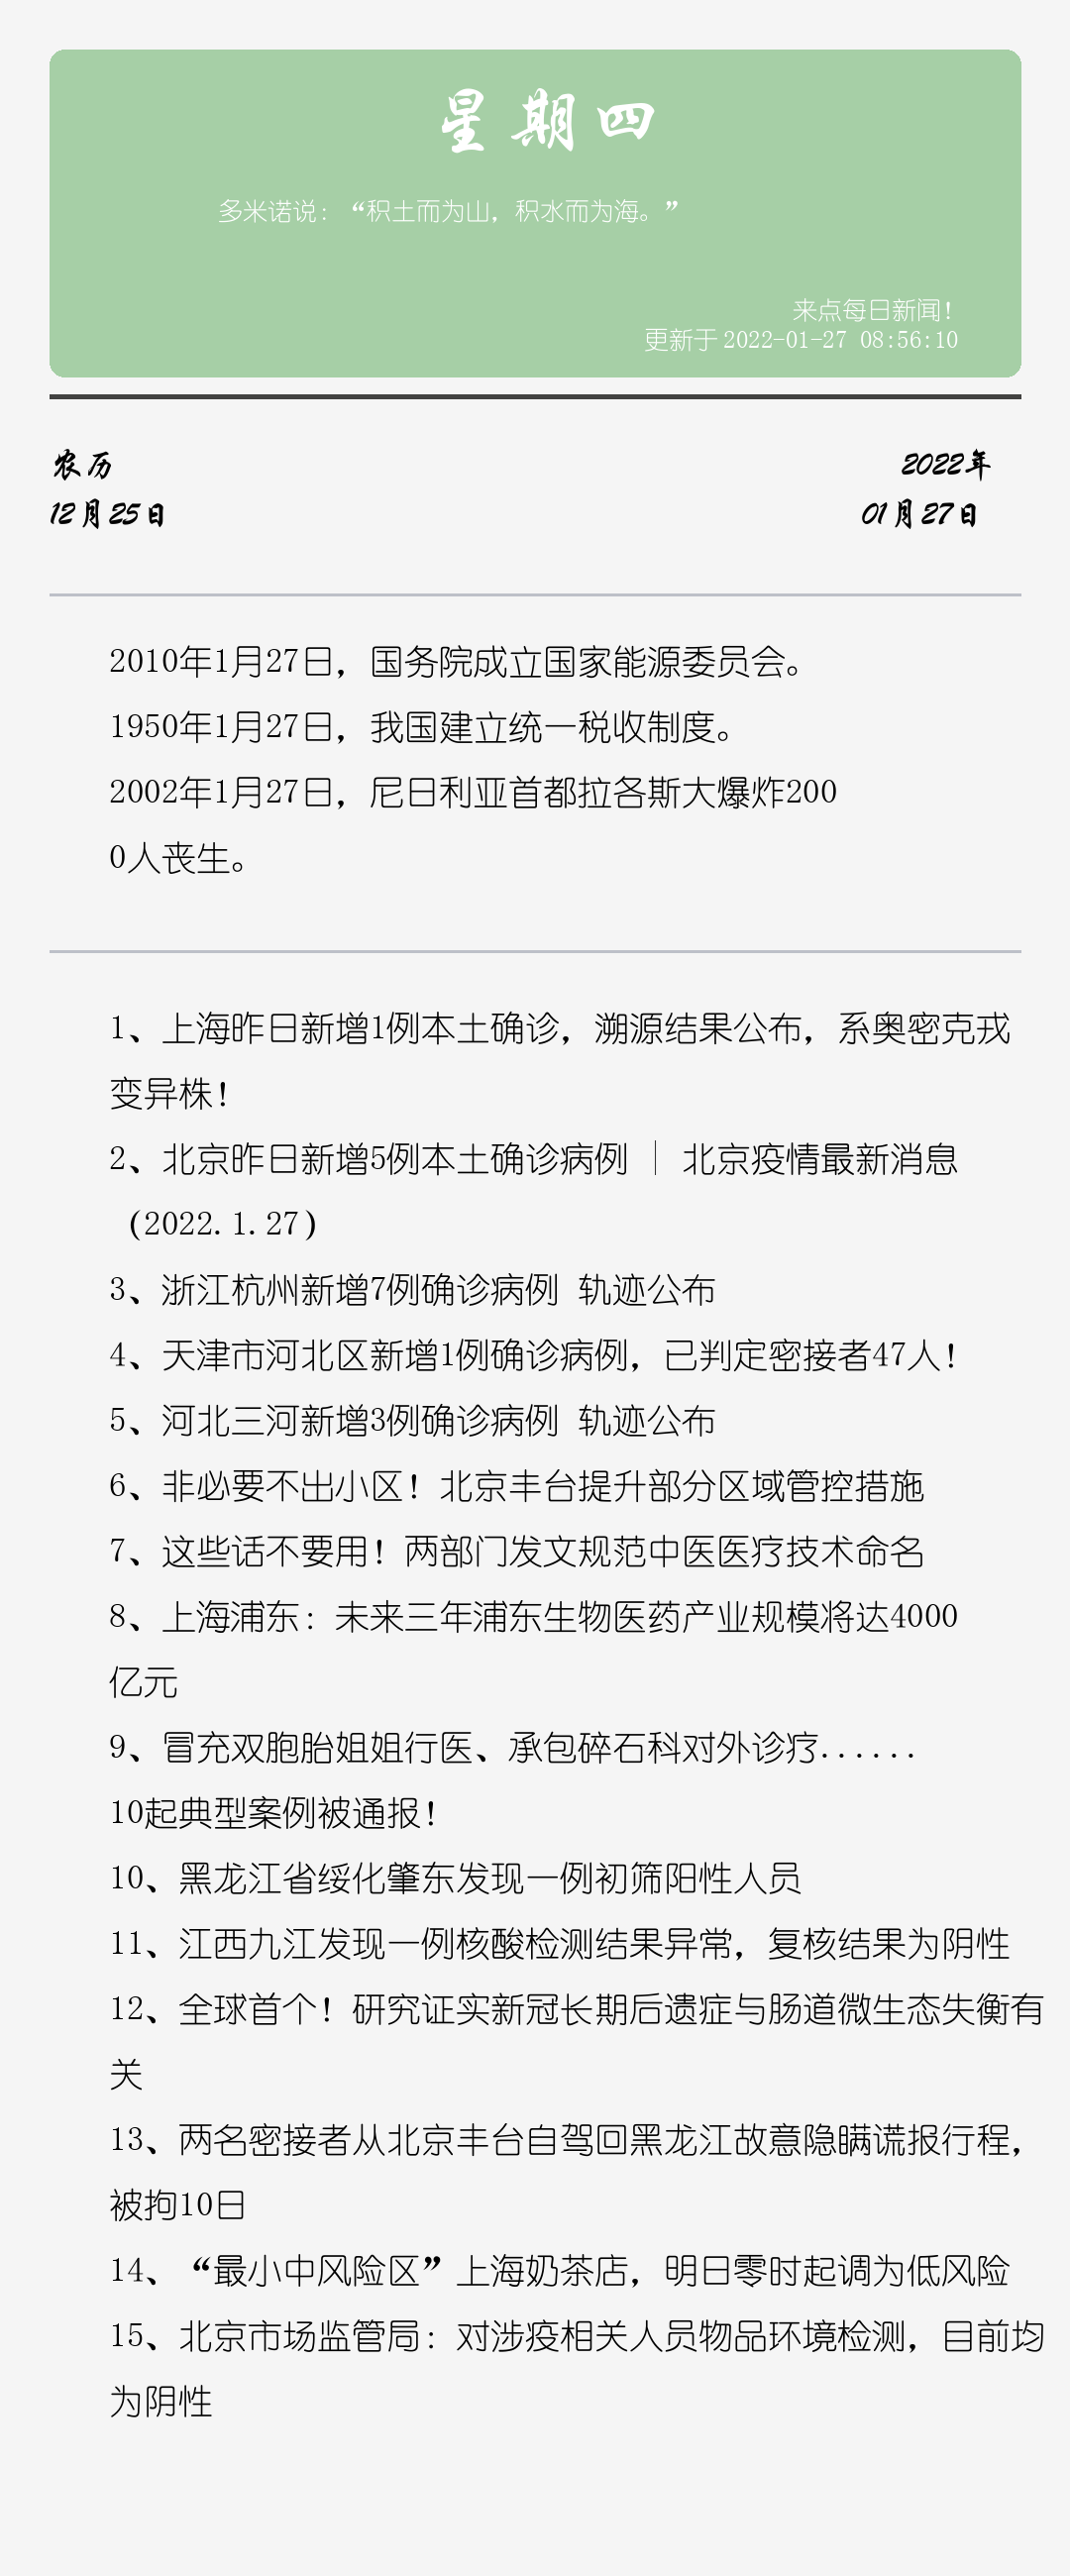 星期四
多米诺说：“积土而为山，积水而为海。”
来点每日新闻！
更新于2022-01-27 08:56:10
农历
2022年
12月25日
01月27日
2010年1月27日，国务院成立国家能源委员会。
1950年1月27日，我国建立统一税收制度。
2002年1月27日，尼日利亚首都拉各斯大爆炸200
0人丧生。
1、上海昨日新增1例本土确诊，溯源结果公布，系奥密克戎
变异株！
2、北京昨日新增5例本土确诊病例 | 北京疫情最新消息
（2022.1.27）
3、浙江杭州新增7例确诊病例 轨迹公布
4、天津市河北区新增1例确诊病例，已判定密接者47人！
5、河北三河新增3例确诊病例 轨迹公布
6、非必要不出小区！北京丰台提升部分区域管控措施
7、这些话不要用！两部门发文规范中医医疗技术命名
8、上海浦东：未来三年浦东生物医药产业规模将达4000
亿元
9、冒充双胞胎姐姐行医、承包碎石科对外诊疗......
10起典型案例被通报！
10、黑龙江省绥化肇东发现一例初筛阳性人员
11、江西九江发现一例核酸检测结果异常，复核结果为阴性
12、全球首个！研究证实新冠长期后遗症与肠道微生态失衡有
关
13、两名密接者从北京丰台自驾回黑龙江故意隐瞒谎报行程，
被拘10日
14、“最小中风险区”上海奶茶店，明日零时起调为低风险
15、北京市场监管局：对涉疫相关人员物品环境检测，目前均
为阴性